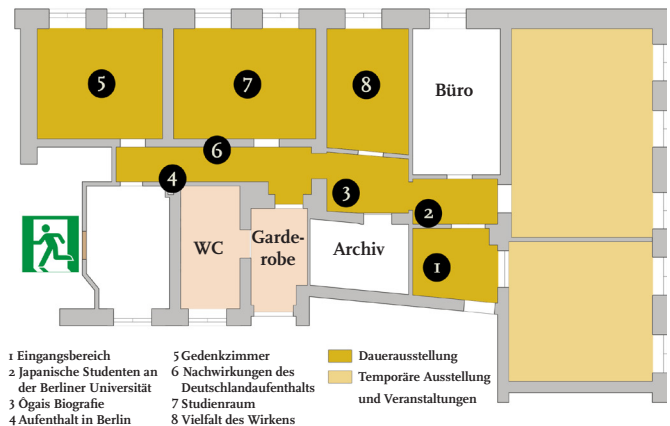 5
7
8
Büro
6
4
3
2
WC
Garde-
robe
Archiv
1
1 Eingangsbereich
2 Japanische Studenten an
der Berliner Universität
3 Ôgais Biografie
4 Aufenthalt in Berlin
5 Gedenkzimmer
6 Nachwirkungen des
Deutschlandaufenthalts
7 Studienraum
8 Vielfalt des Wirkens
Dauerausstellung
Temporäre Ausstellung
und Veranstaltungen